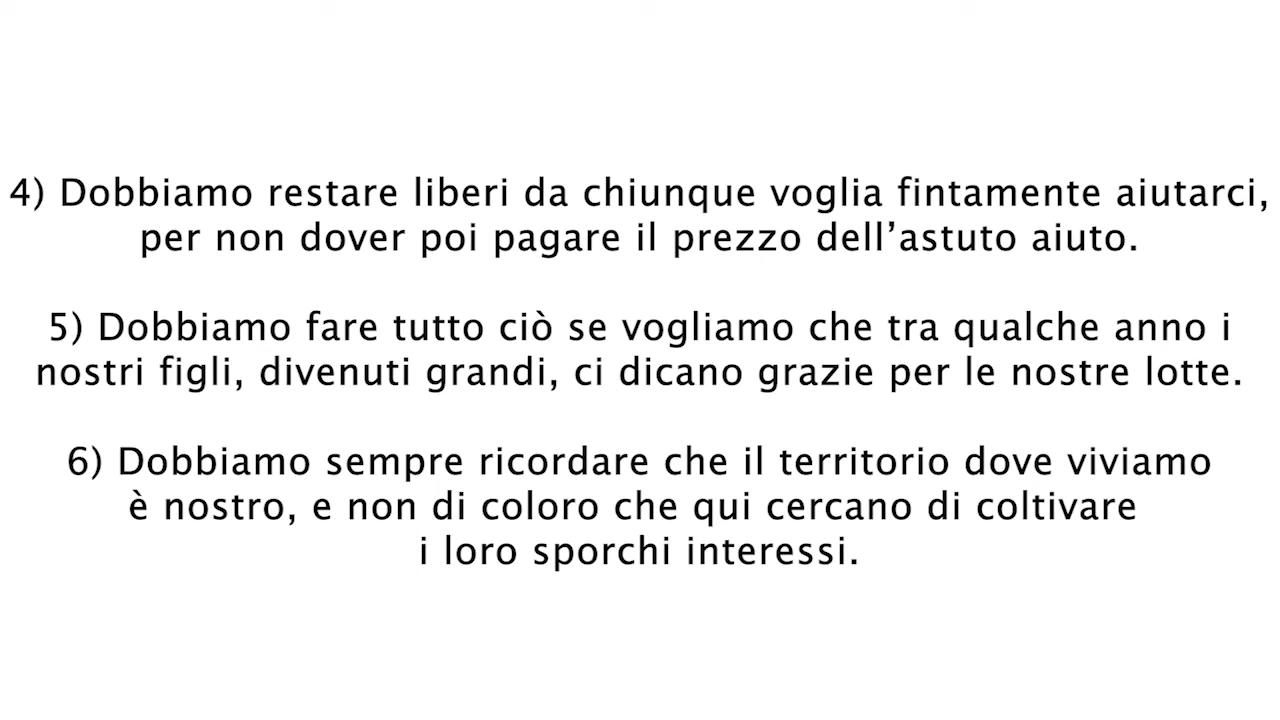 4) Dobbiamo restare liberi da chiunque voglia fintamente aiutarci,
per non dover poi pagare il prezzo dell’astuto aiuto.
5) Dobbiamo fare tutto ciò se vogliamo che tra qualche anno i
nostri figli, divenuti grandi, ci dicano grazie per le nostre lotte.
6) Dobbiamo sempre ricordare che il territorio dove viviamo
è nostro, e non di coloro che qui cercano di coltivare
i loro sporchi interessi.